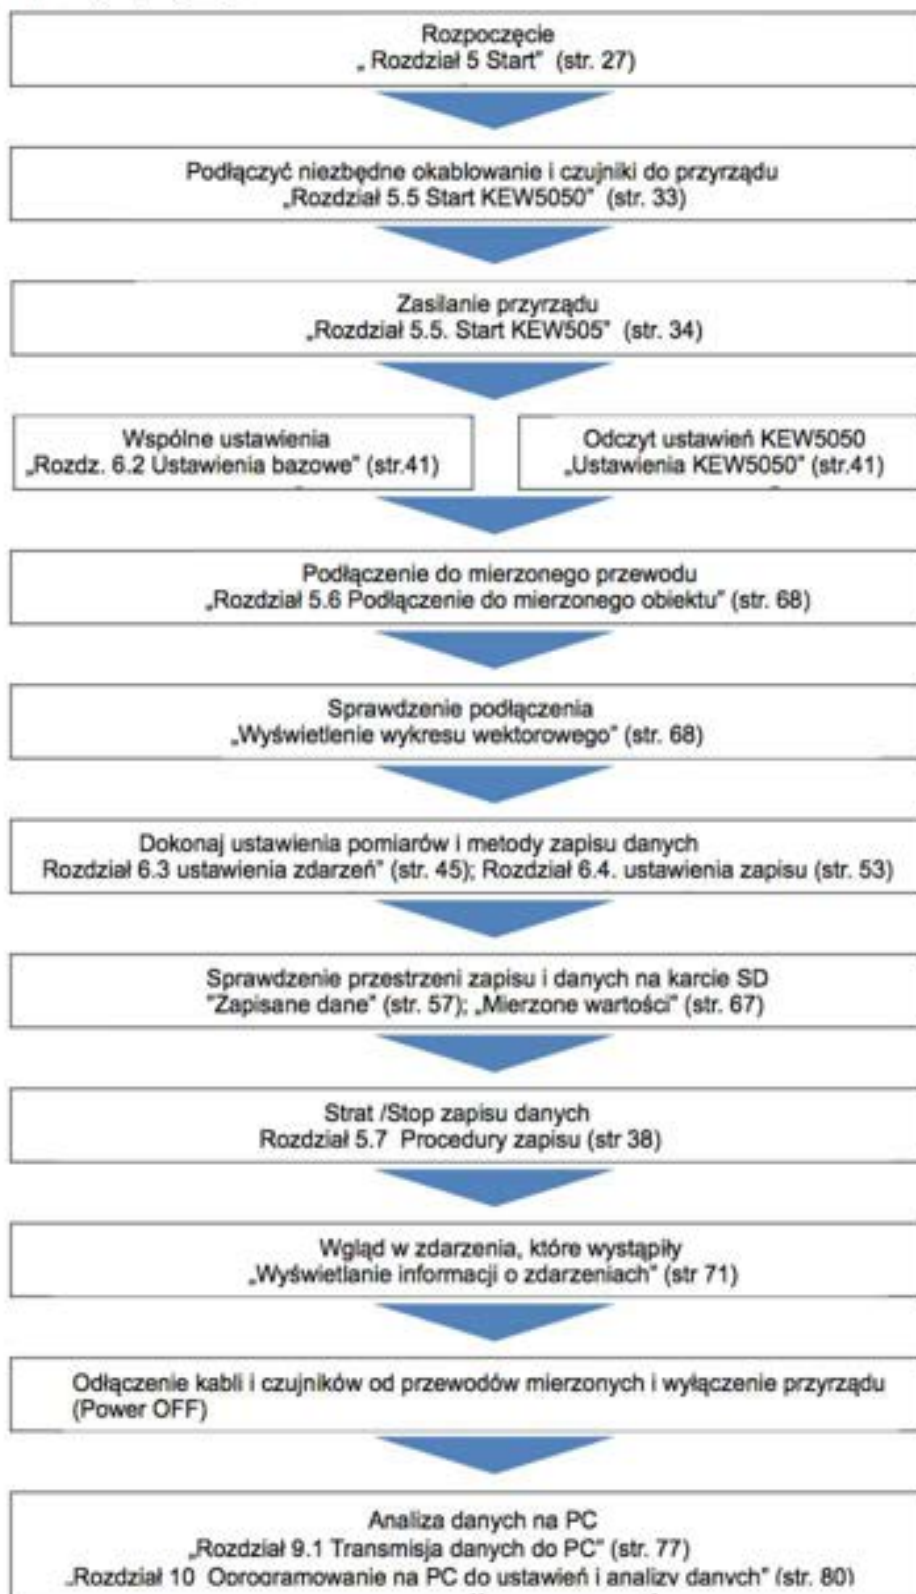 Rozpoczęcie
„ Rozdział 5 Start” (str. 27)
Podłączyć niezbędne okablowanie i czujniki do przyrządu
„Rozdział 5.5 Start KEW5050” (str. 33)
Zasilanie przyrządu
„Rozdział 5.5. Start KEW505” (str. 34)
Wspólne ustawienia
„Rozdz. 6.2 Ustawienia bazowe” (str.41)
Odczyt ustawień KEW5050
„Ustawienia KEW5050” (str.41)
Podłączenie do mierzonego przewodu
„Rozdział 5.6 Podłączenie do mierzonego obiektu” (str. 68)
Sprawdzenie podłączenia
„Wyświetlenie wykresu wektorowego” (str. 68)
Dokonaj ustawienia pomiarów i metody zapisu danych
Rozdział 6.3 ustawienia zdarzeń” (str. 45); Rozdział 6.4. ustawienia zapisu (str. 53)
Sprawdzenie przestrzeni zapisu i danych na karcie SD
"Zapisane dane” (str. 57); „Mierzone wartości” (str. 67)
Strat /Stop zapisu danych
Rozdział 5.7 Procedury zapisu (str 38)
Wgląd w zdarzenia, które wystąpiły
„Wyświetlanie informacji o zdarzeniach” (str 71)
Odłączenie kabli i czujników od przewodów mierzonych i wyłączenie przyrządu
(Power OFF)
Analiza danych na PC
„Rozdział 9.1 Transmisja danych do PC” (str. 77)
„Rozdział 10 Oprogramowanie na PC do ustawień i analizy danych” (str. 80)